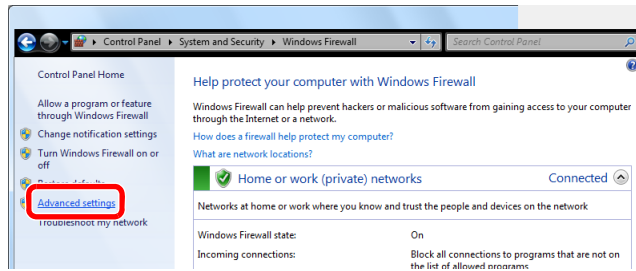 Control Panel ▸ System and Security ▸ Windows Firewall
Search Control Panel
Control Panel Home
Allow a program or feature
through Windows Firewall
Change notification settings
Turn Windows Firewall on or
off
Restore defaults
Advanced settings
Troubleshoot my network
Help protect your computer with Windows Firewall
Windows Firewall can help prevent hackers or malicious software from gaining access to your computer
through the Internet or a network.
How does a firewall help protect my computer?
What are network locations?
Home or work (private) networks Connected
Networks at home or work where you know and trust the people and devices on the network
Windows Firewall state: On
Incoming connections: Block all connections to programs that are not on
the list of allowed programs